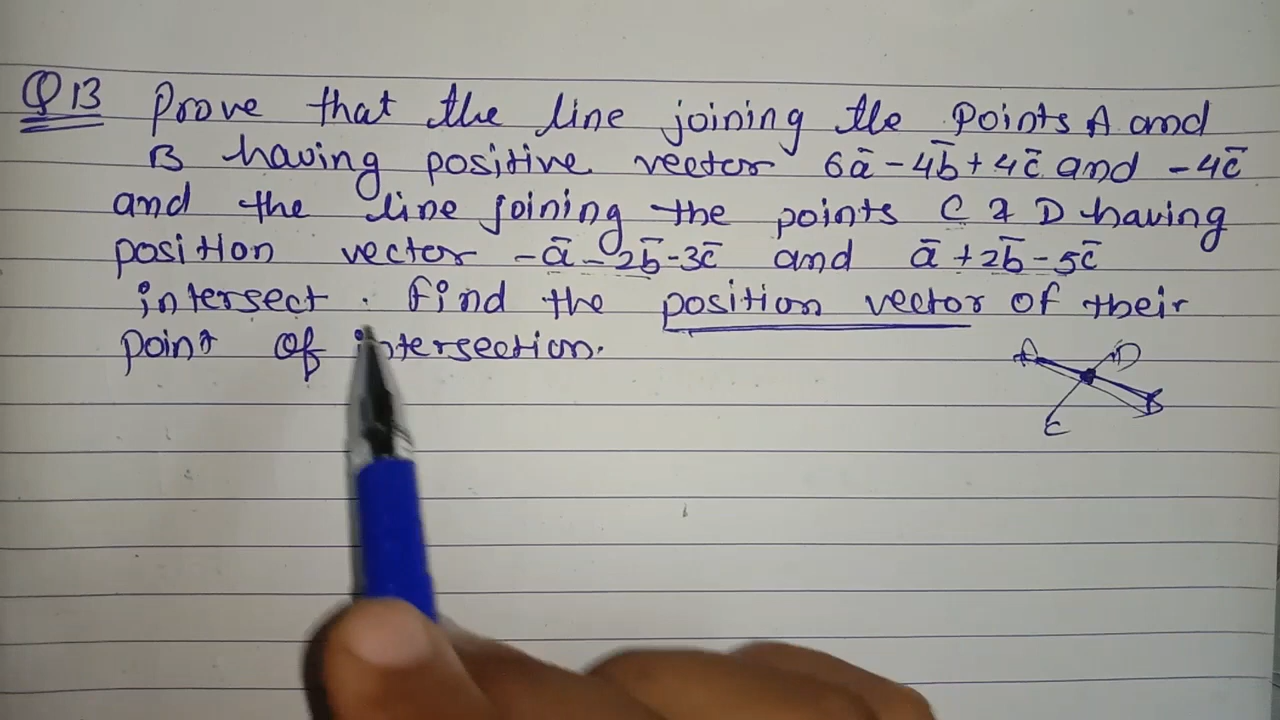 Q13 Prove that the line joining the Points A and
B having positive vector 6a̅ - 4b̅ + 4c̅ and -4c̅
and the line joining the points C & D having
position vector -a̅ - 2b̅ - 3c̅ and a̅ + 2b̅ - 5c̅
intersect. Find the position vector of their
point of intersection.
A D
C B